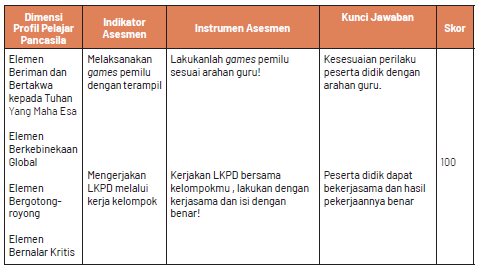 Dimensi
Profil Pelajar
Pancasila
Indikator
Asesmen
Instrumen Asesmen
Kunci Jawaban
Skor
Elemen
Beriman dan
Bertakwa
kepada Tuhan
Yang Maha Esa
Elemen
Berkebinekaan
Global
Elemen
Bergotong-
royong
Elemen
Bernalar Kritis
Melaksanakan
games pemilu
dengan terampil
Mengerjakan
LKPD melalui
kerja kelompok
Lakukanlah games pemilu
sesuai arahan guru!
Kerjakan LKPD bersama
kelompokmu , lakukan dengan
kerjasama dan isi dengan
benar!
Kesesuaian perilaku
peserta didik dengan
arahan guru.
Peserta didik dapat
bekerjasama dan hasil
pekerjaannya benar
100